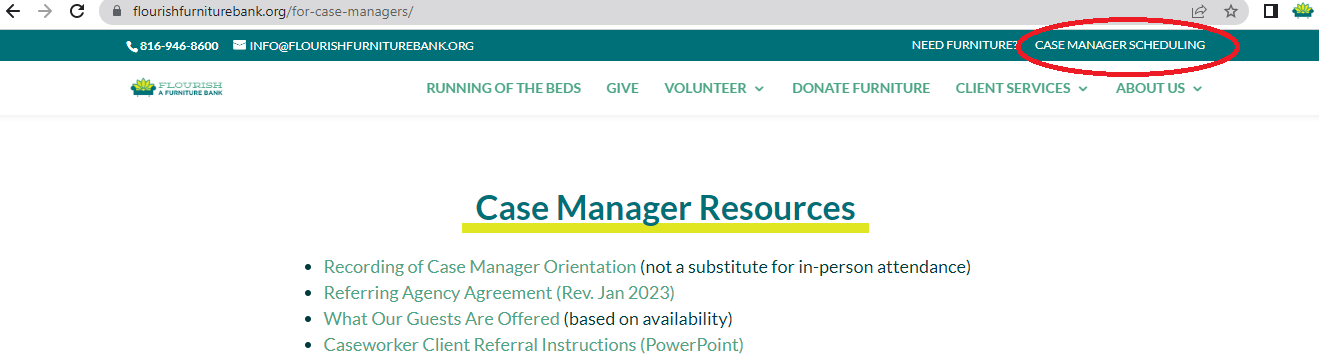 flourishfurniturebank.org/for-case-managers/
816-946-8600 INFO@FLOURISHFURNITUREBANK.ORG NEED FURNITURE? CASE MANAGER SCHEDULING
FLOURISH
A FURNITURE BANK
RUNNING OF THE BEDS GIVE VOLUNTEER DONATE FURNITURE CLIENT SERVICES ABOUT US
Case Manager Resources
• Recording of Case Manager Orientation (not a substitute for in-person attendance)
• Referring Agency Agreement (Rev. Jan 2023)
• What Our Guests Are Offered (based on availability)
• Caseworker Client Referral Instructions (PowerPoint)